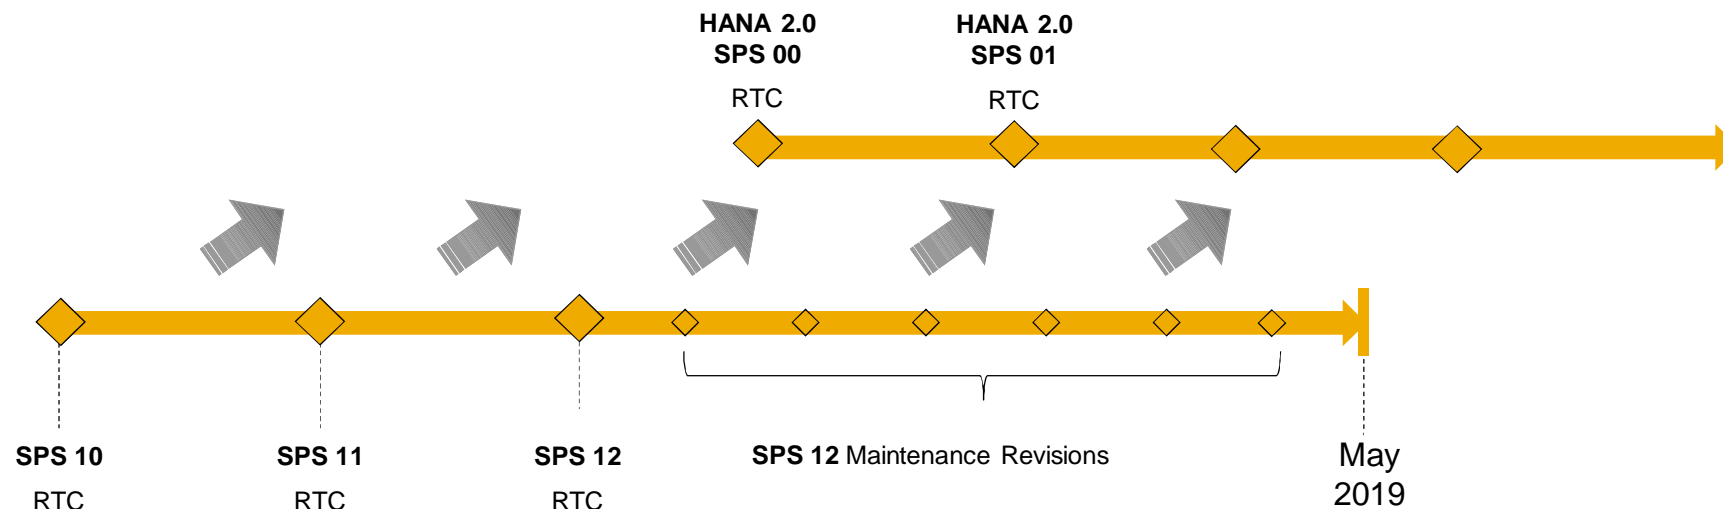 HANA 2.0
SPS 00
RTC
HANA 2.0
SPS 01
RTC
SPS 10
RTC
SPS 11
RTC
SPS 12
RTC
SPS 12 Maintenance Revisions
May
2019